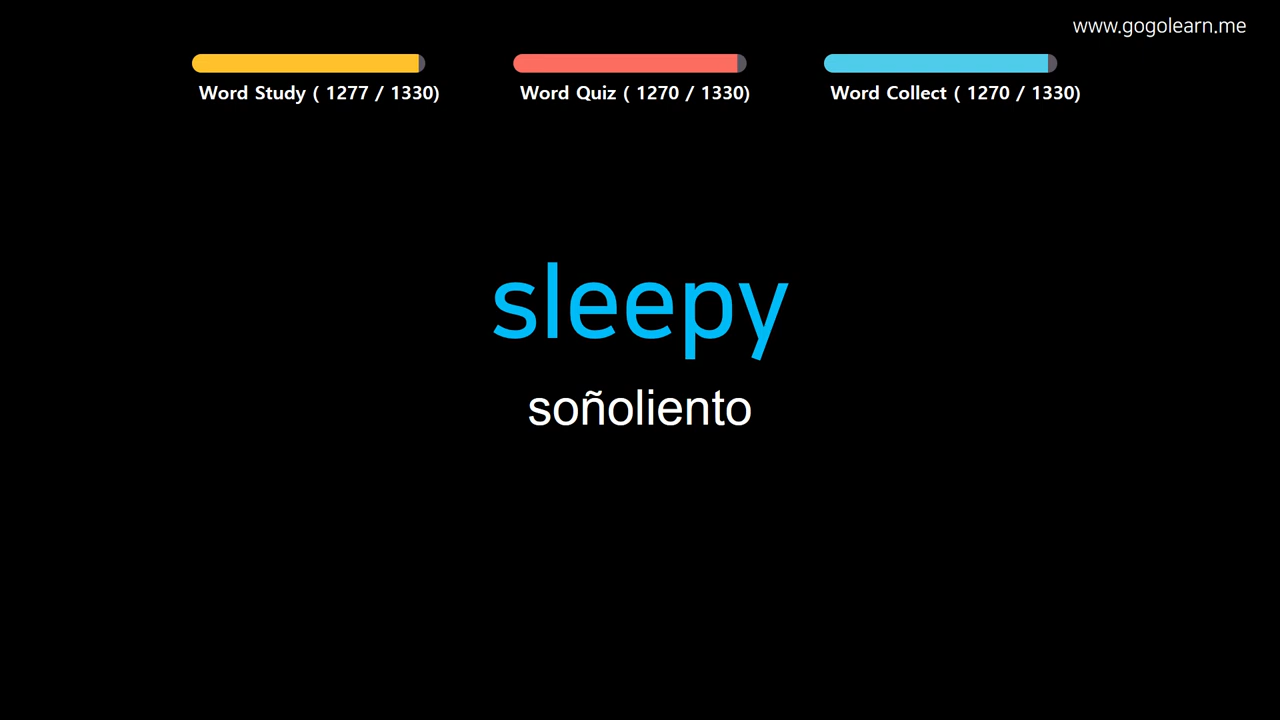 www.gogolearn.me
Word Study ( 1277 / 1330)
Word Quiz ( 1270 / 1330)
Word Collect ( 1270 / 1330)
sleepy
soñoliento